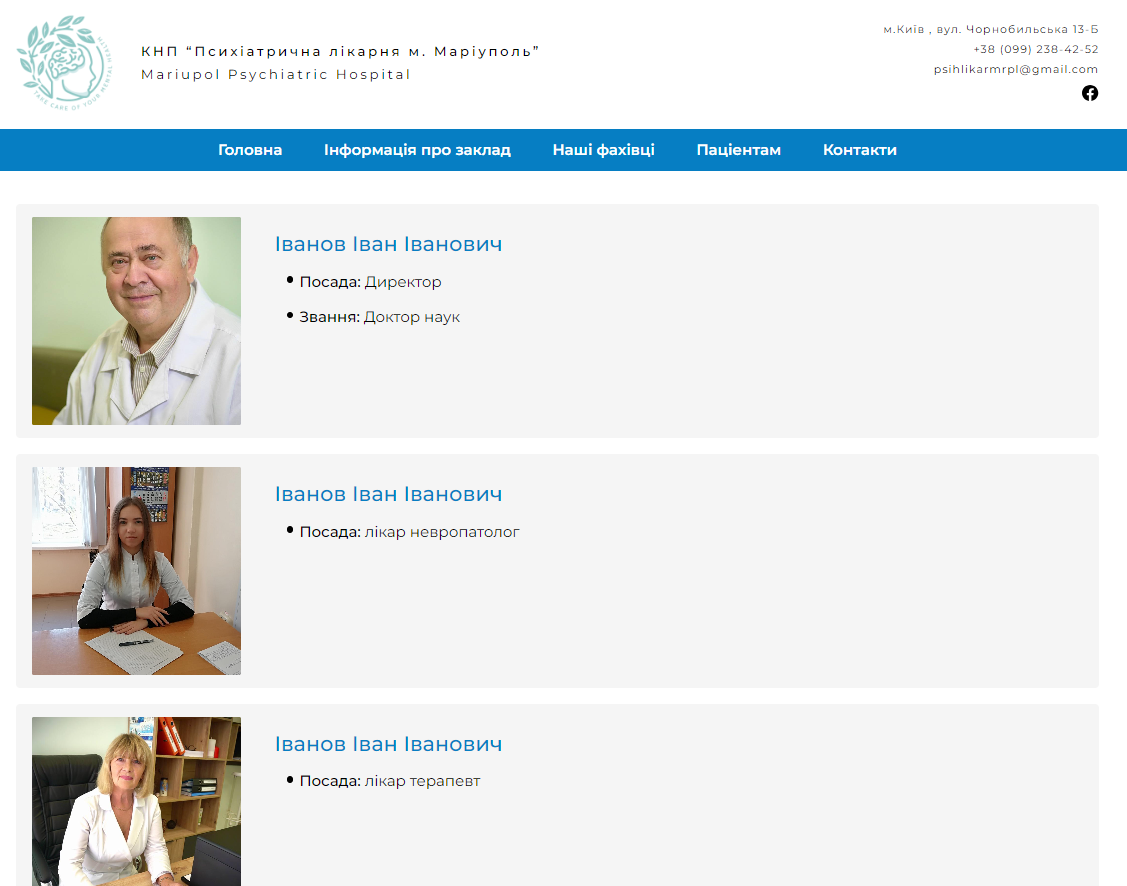 TAKE CARE OF YOUR MENTAL HEALTH
КНП “Психіатрична лікарня м. Маріуполь”
Mariupol Psychiatric Hospital
м.Київ , вул. Чорнобильська 13-Б
+38 (099) 238-42-52
psihlikarmrpl@gmail.com
Головна Інформація про заклад Наші фахівці Пацієнтам Контакти
Іванов Іван Іванович
• Посада: Директор
• Звання: Доктор наук
Іванов Іван Іванович
• Посада: лікар невропатолог
Іванов Іван Іванович
• Посада: лікар терапевт